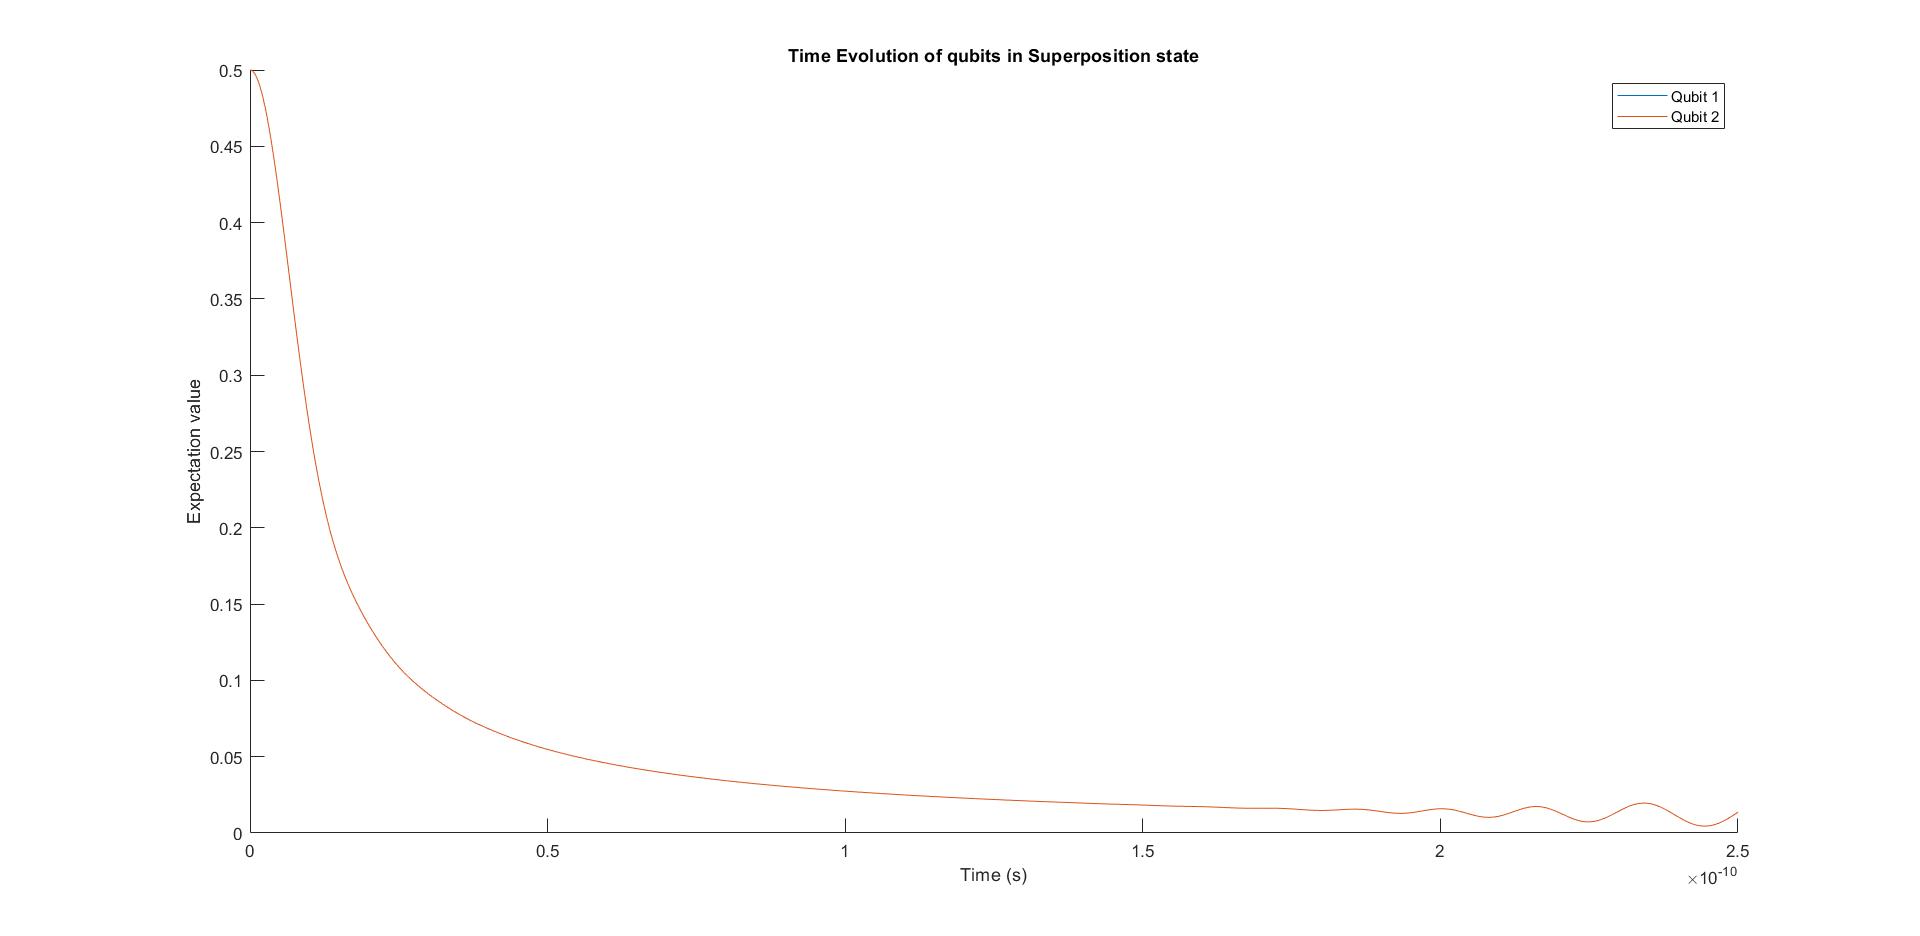 Time Evolution of qubits in Superposition state
Qubit 1
Qubit 2
Expectation value
0.5
0.45
0.4
0.35
0.3
0.25
0.2
0.15
0.1
0.05
0
0 0.5 1 1.5 2 2.5
Time (s)
×10⁻¹⁰